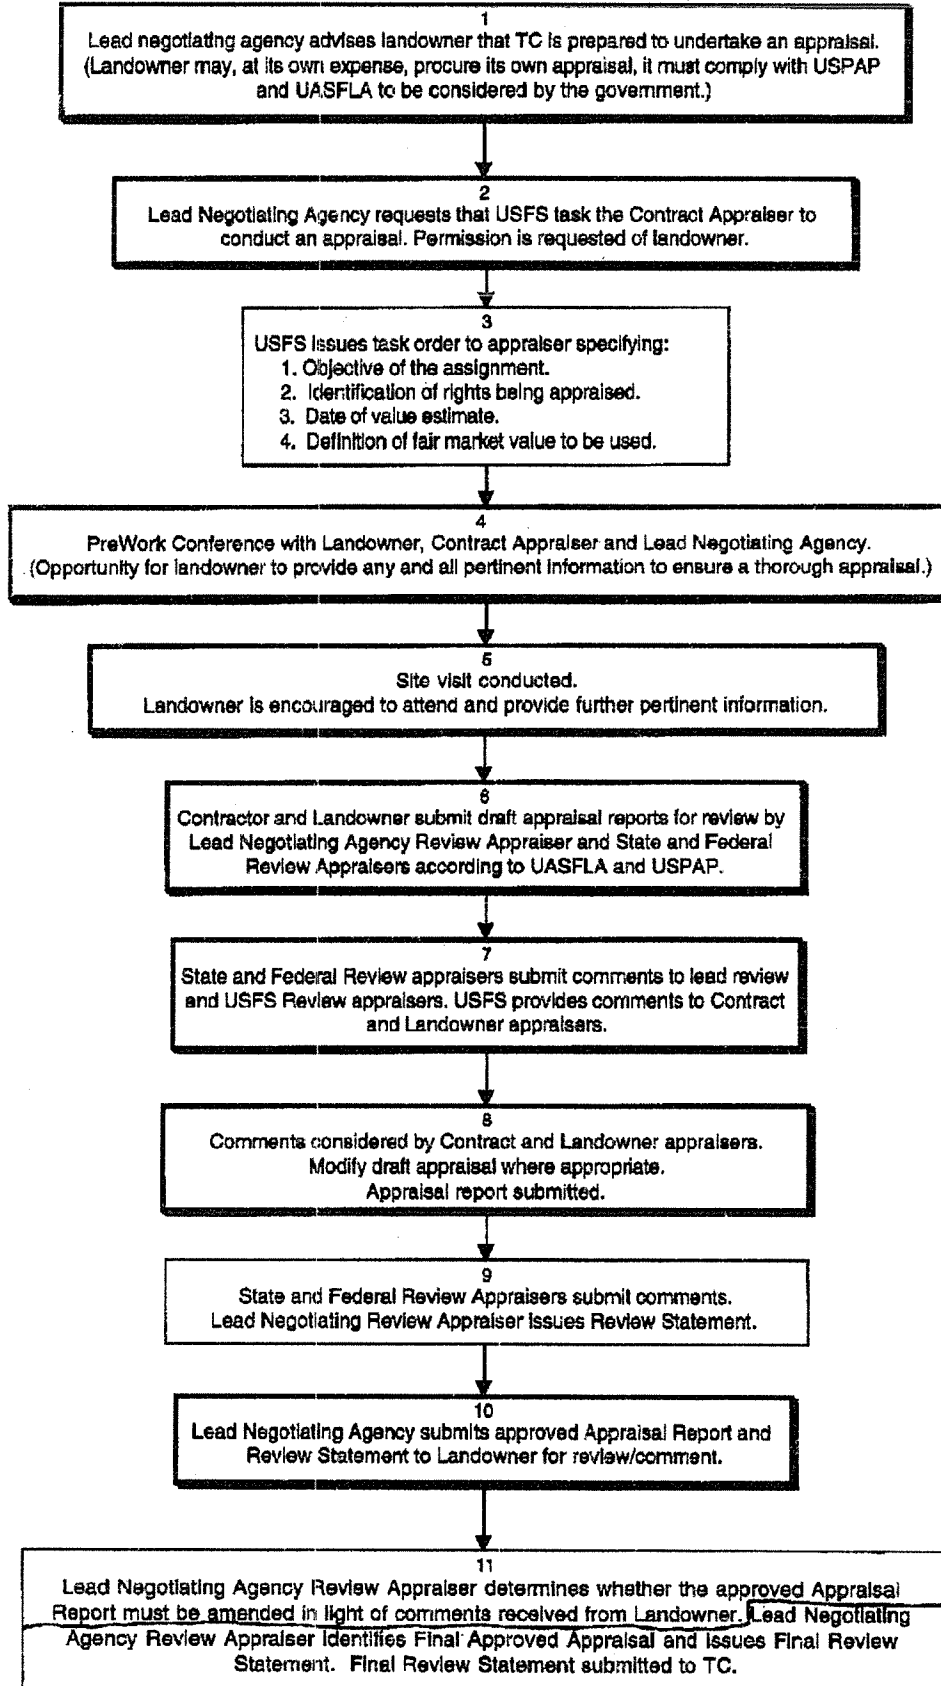 1
Lead negotiating agency advises landowner that TC is prepared to undertake an appraisal.
(Landowner may, at its own expense, procure its own appraisal, it must comply with USPAP
and UASFLA to be considered by the government.)
2
Lead Negotiating Agency requests that USFS task the Contract Appraiser to
conduct an appraisal. Permission is requested of landowner.
3
USFS issues task order to appraiser specifying:
1. Objective of the assignment.
2. Identification of rights being appraised.
3. Date of value estimate.
4. Definition of fair market value to be used.
4
PreWork Conference with Landowner, Contract Appraiser and Lead Negotiating Agency.
(Opportunity for landowner to provide any and all pertinent information to ensure a thorough appraisal.)
5
Site visit conducted.
Landowner is encouraged to attend and provide further pertinent information.
6
Contractor and Landowner submit draft appraisal reports for review by
Lead Negotiating Agency Review Appraiser and State and Federal
Review Appraisers according to UASFLA and USPAP.
7
State and Federal Review appraisers submit comments to lead review
and USFS Review appraisers. USFS provides comments to Contract
and Landowner appraisers.
8
Comments considered by Contract and Landowner appraisers.
Modify draft appraisal where appropriate.
Appraisal report submitted.
9
State and Federal Review Appraisers submit comments.
Lead Negotiating Review Appraiser issues Review Statement.
10
Lead Negotiating Agency submits approved Appraisal Report and
Review Statement to Landowner for review/comment.
11
Lead Negotiating Agency Review Appraiser determines whether the approved Appraisal
Report must be amended in light of comments received from Landowner. Lead Negotiating
Agency Review Appraiser identifies Final Approved Appraisal and issues Final Review
Statement. Final Review Statement submitted to TC.